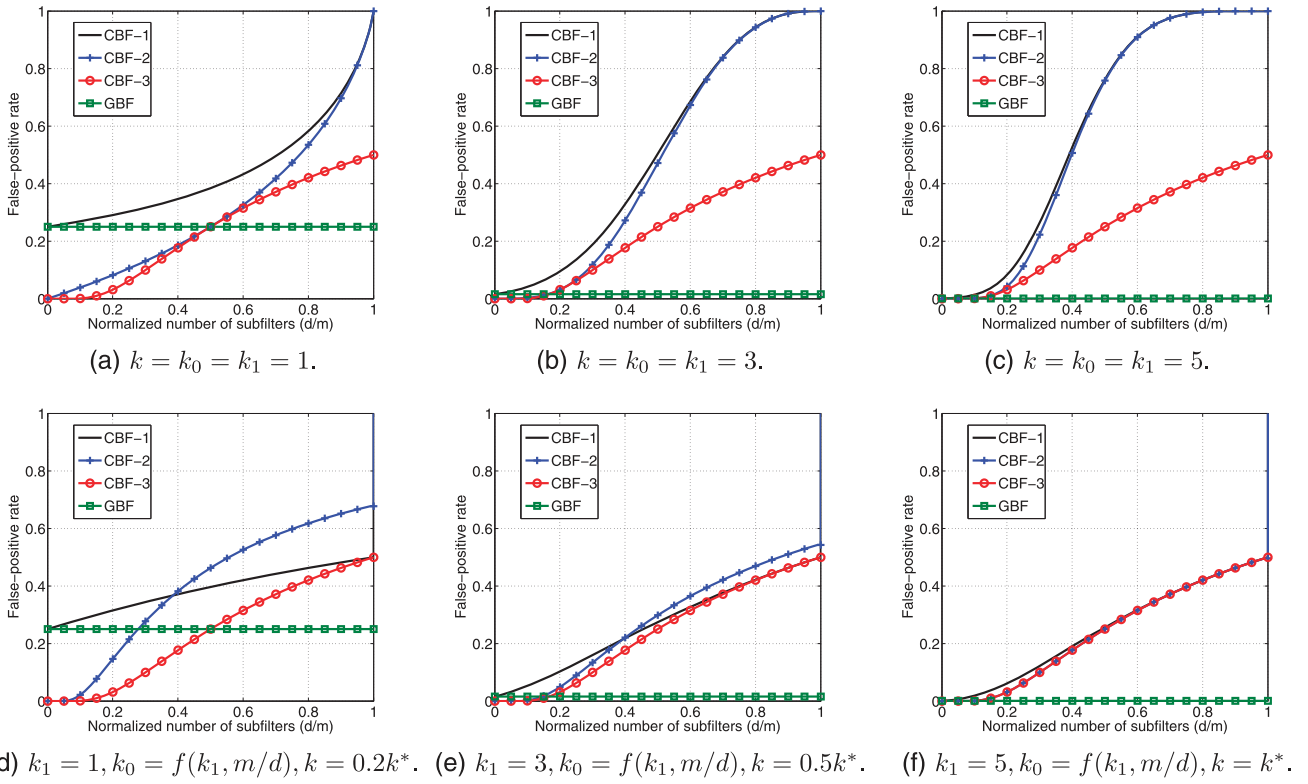 1
0.8
0.6
0.4
0.2
0
False-positive rate
CBF-1
CBF-2
CBF-3
GBF
0 0.2 0.4 0.6 0.8 1
Normalized number of subfilters (d/m)
(a) k = k₀ = k₁ = 1.
1
0.8
0.6
0.4
0.2
0
False-positive rate
CBF-1
CBF-2
CBF-3
GBF
0 0.2 0.4 0.6 0.8 1
Normalized number of subfilters (d/m)
(b) k = k₀ = k₁ = 3.
1
0.8
0.6
0.4
0.2
0
False-positive rate
CBF-1
CBF-2
CBF-3
GBF
0 0.2 0.4 0.6 0.8 1
Normalized number of subfilters (d/m)
(c) k = k₀ = k₁ = 5.
1
0.8
0.6
0.4
0.2
0
False-positive rate
CBF-1
CBF-2
CBF-3
GBF
0 0.2 0.4 0.6 0.8 1
Normalized number of subfilters (d/m)
d) k₁ = 1, k₀ = f(k₁, m/d), k = 0.2k*.
1
0.8
0.6
0.4
0.2
0
False-positive rate
CBF-1
CBF-2
CBF-3
GBF
0 0.2 0.4 0.6 0.8 1
Normalized number of subfilters (d/m)
(e) k₁ = 3, k₀ = f(k₁, m/d), k = 0.5k*.
1
0.8
0.6
0.4
0.2
0
False-positive rate
CBF-1
CBF-2
CBF-3
GBF
0 0.2 0.4 0.6 0.8 1
Normalized number of subfilters (d/m)
(f) k₁ = 5, k₀ = f(k₁, m/d), k = k*.